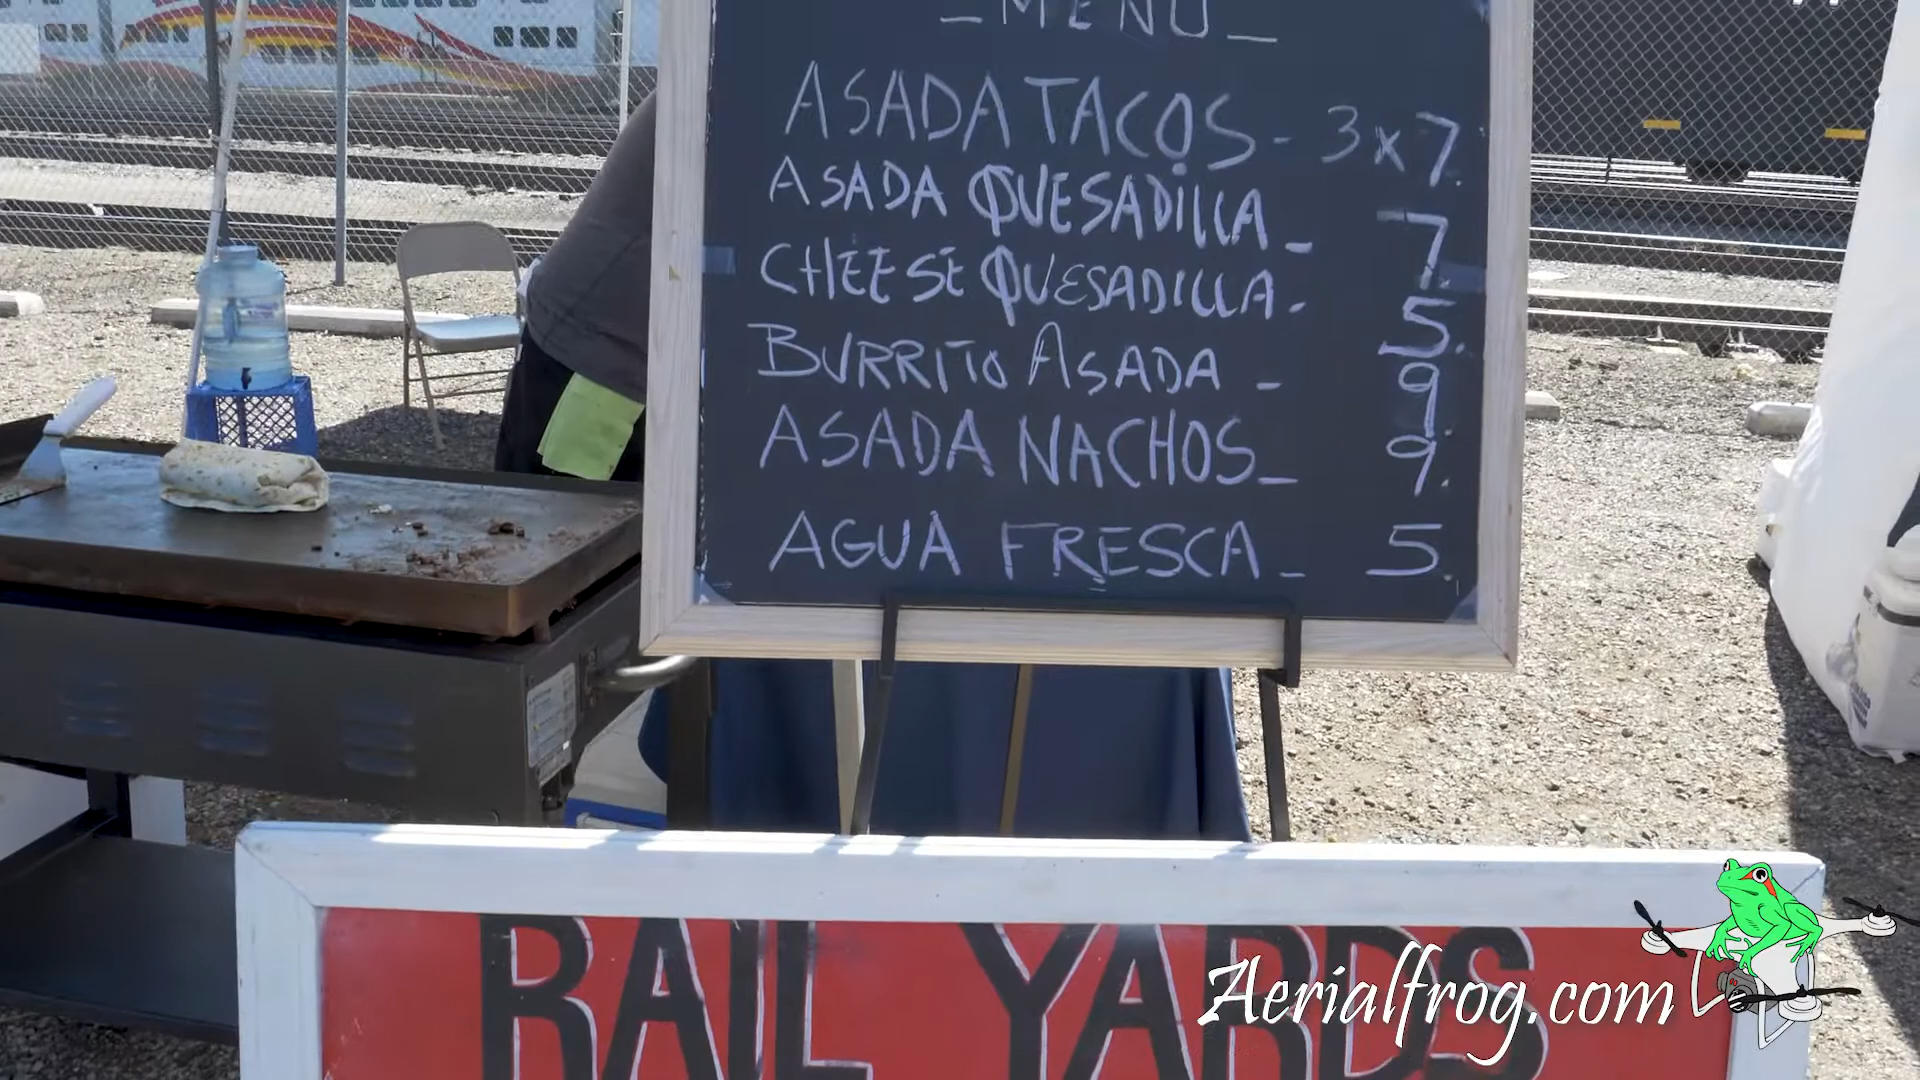 _MENU_
ASADA TACOS - 3x7.
ASADA QUESADILLA _ 7.
CHEESE QUESADILLA - 5.
BURRITO ASADA - 9.
ASADA NACHOS _ 9.
AGUA FRESCA _ 5.
RAIL YARDS
Aerialfrog.com